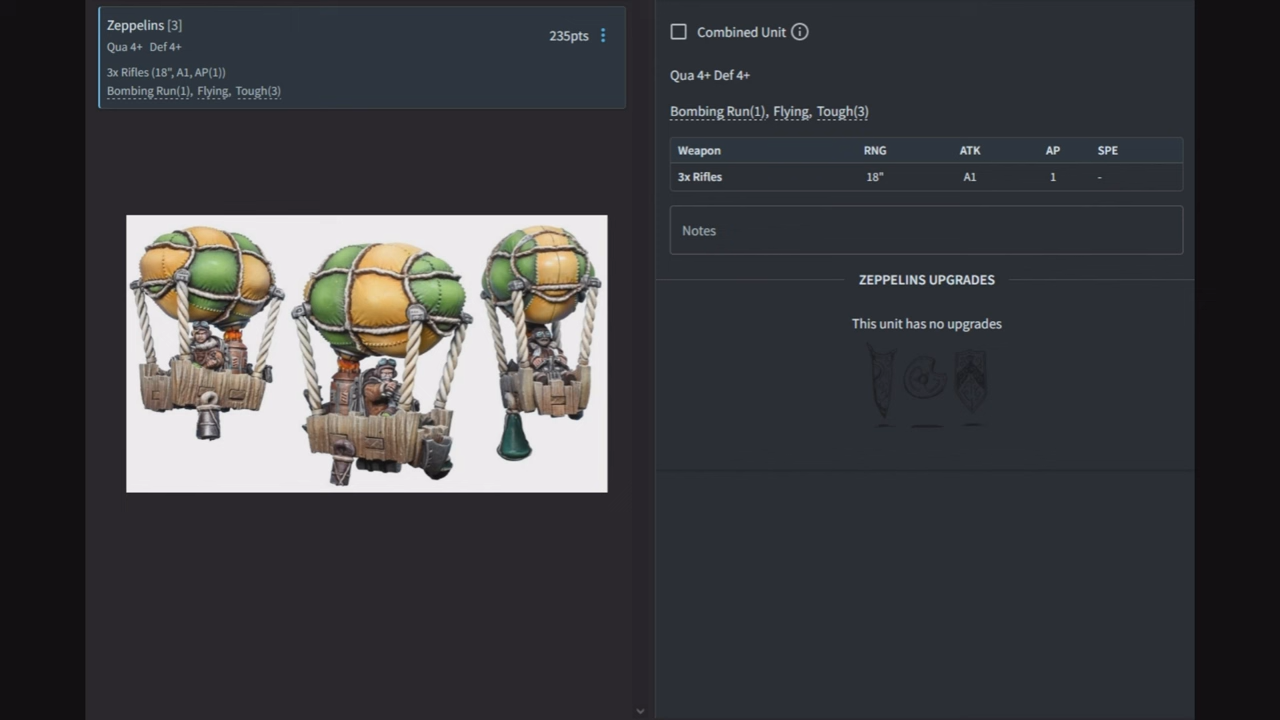 Zeppelins [3]
235pts
Qua 4+ Def 4+
3x Rifles (18", A1, AP(1))
Bombing Run(1), Flying, Tough(3)
Combined Unit
Qua 4+ Def 4+
Bombing Run(1), Flying, Tough(3)
Weapon RNG ATK AP SPE
3x Rifles 18" A1 1 -
Notes
ZEPPELINS UPGRADES
This unit has no upgrades